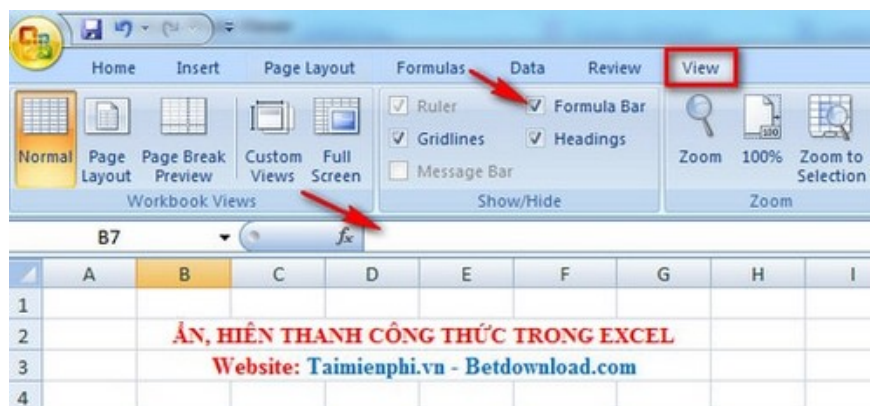 Home Insert Page Layout Formulas Data Review View
Ruler Formula Bar
Gridlines Headings
Message Bar
Normal Page Layout Page Break Preview Custom Views Full Screen
Zoom 100% Zoom to Selection
Workbook Views Show/Hide Zoom
B7 fx
A B C D E F G H I
1
2 ẨN, HIỆN THANH CÔNG THỨC TRONG EXCEL
3 Website: Taimienphi.vn - Betdownload.com
4